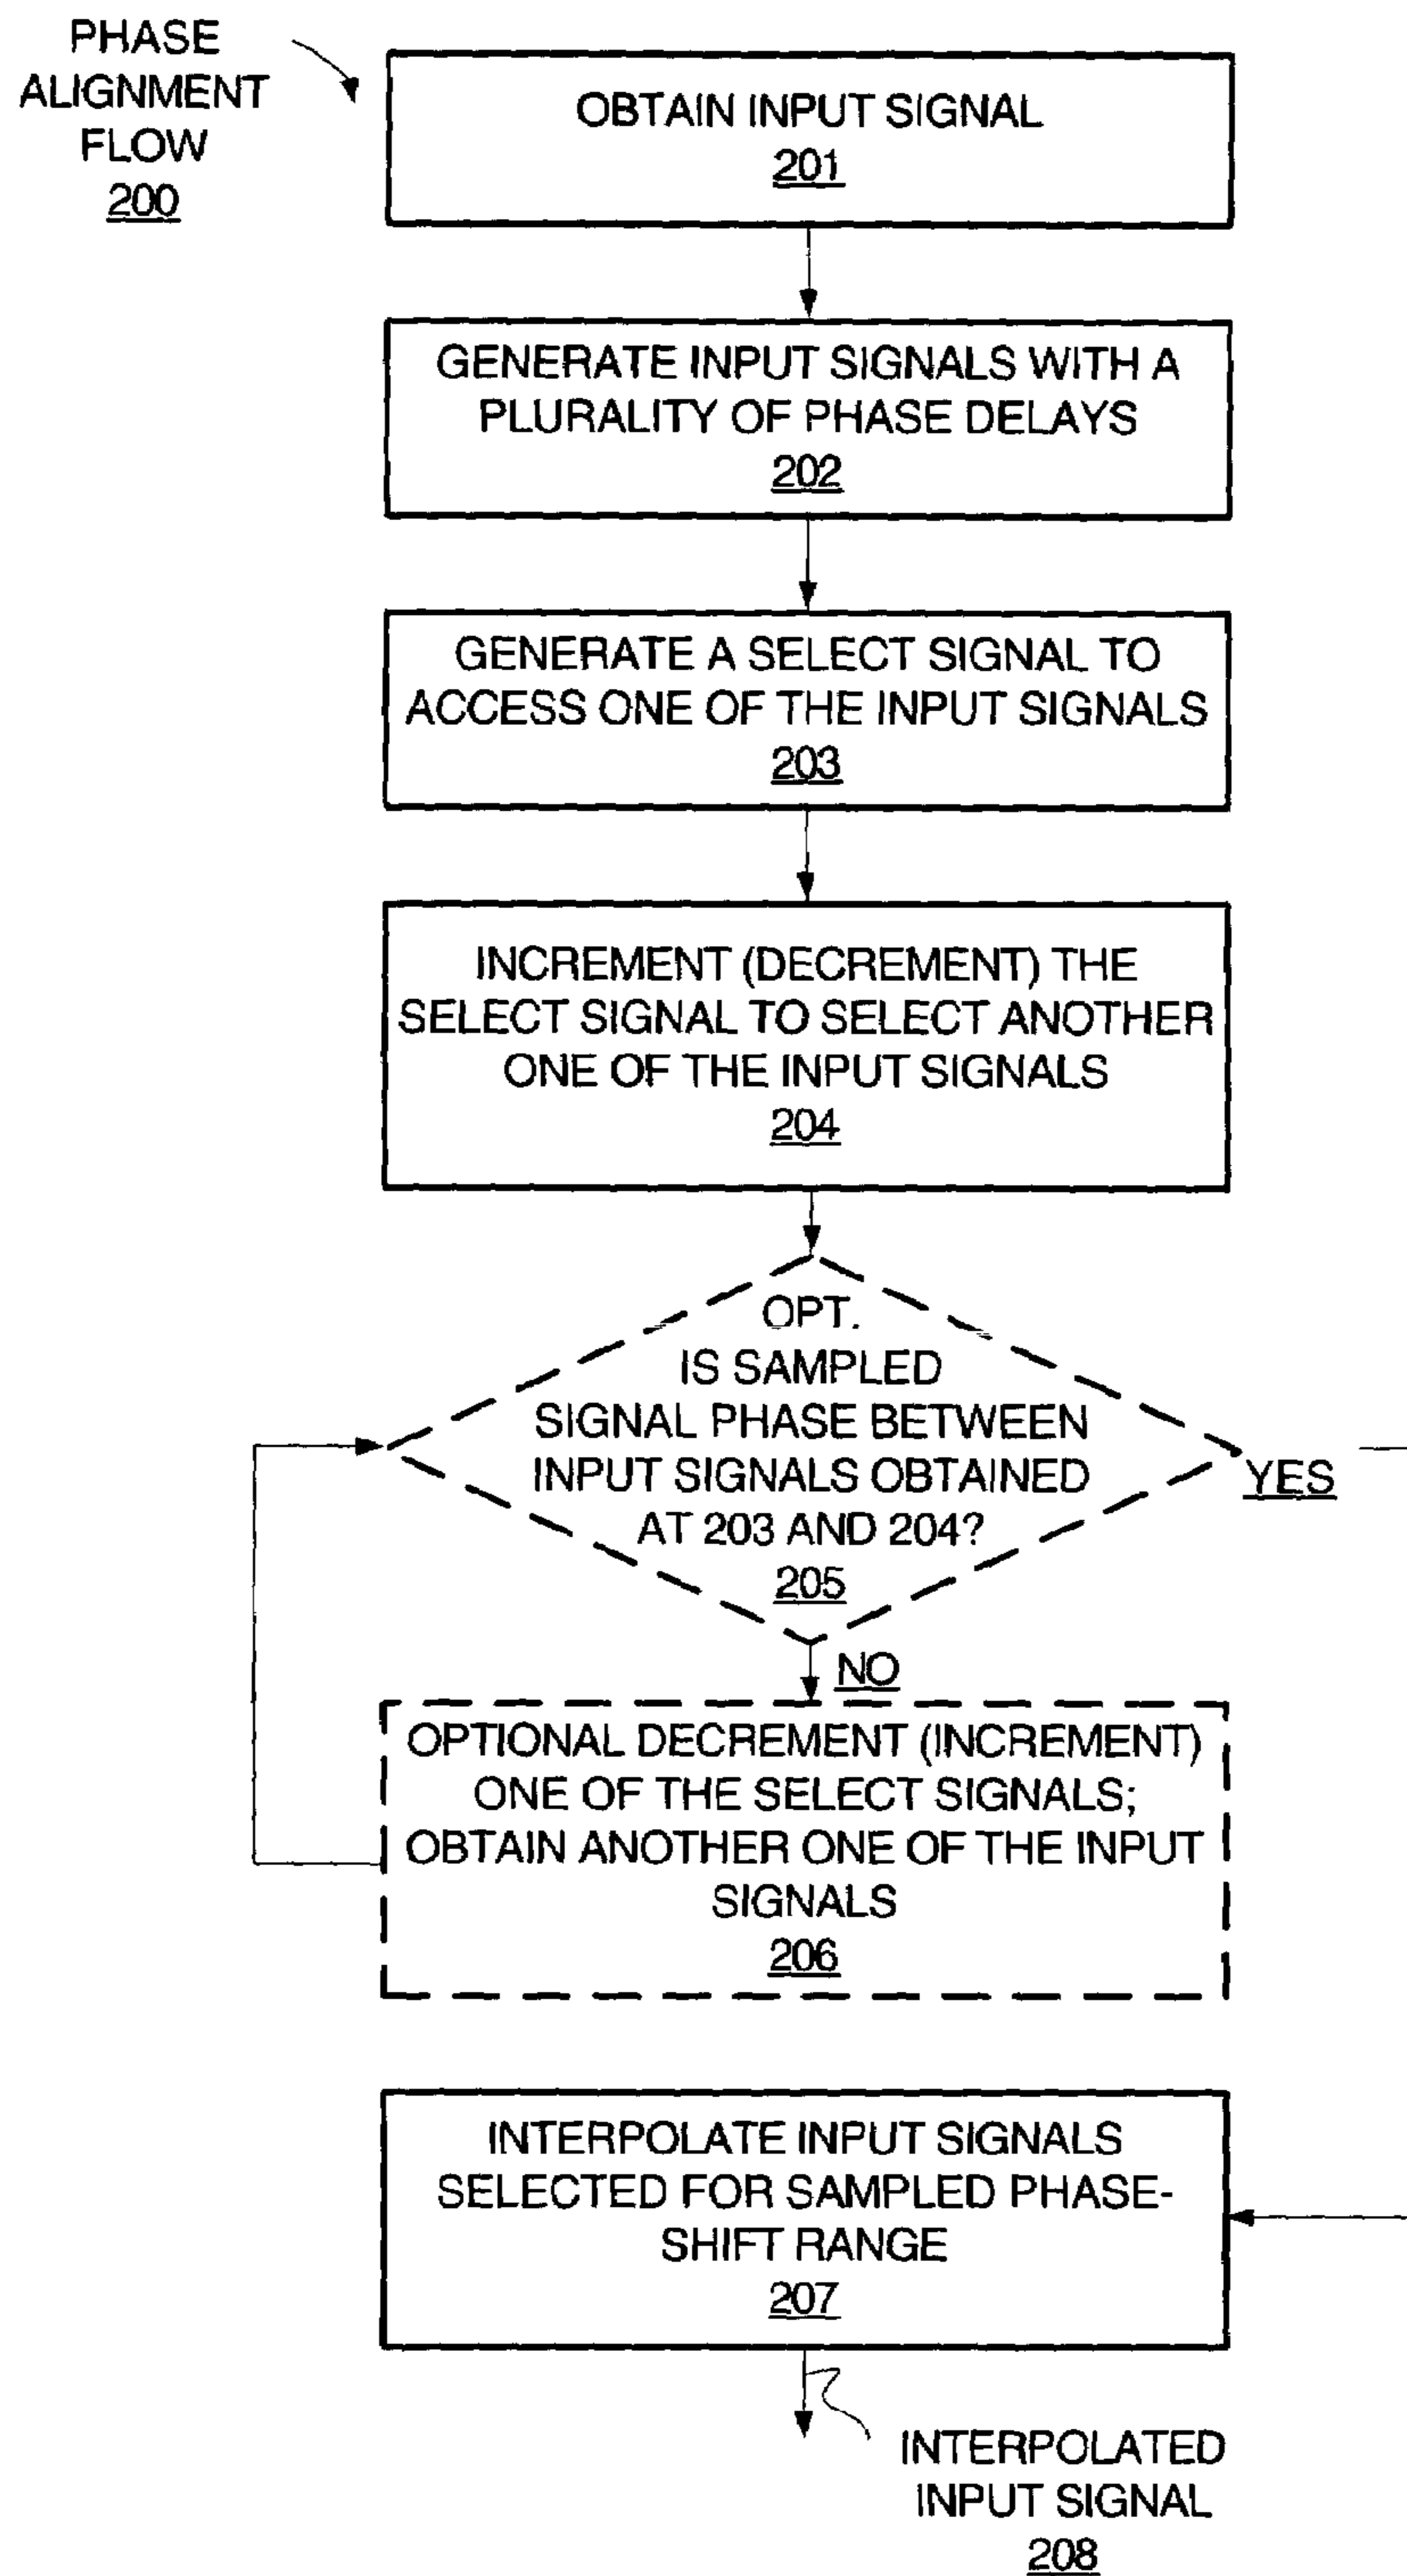 PHASE
ALIGNMENT
FLOW
200
OBTAIN INPUT SIGNAL
201
GENERATE INPUT SIGNALS WITH A
PLURALITY OF PHASE DELAYS
202
GENERATE A SELECT SIGNAL TO
ACCESS ONE OF THE INPUT SIGNALS
203
INCREMENT (DECREMENT) THE
SELECT SIGNAL TO SELECT ANOTHER
ONE OF THE INPUT SIGNALS
204
OPT.
IS SAMPLED
SIGNAL PHASE BETWEEN
INPUT SIGNALS OBTAINED
AT 203 AND 204?
205
YES
NO
OPTIONAL DECREMENT (INCREMENT)
ONE OF THE SELECT SIGNALS;
OBTAIN ANOTHER ONE OF THE INPUT
SIGNALS
206
INTERPOLATE INPUT SIGNALS
SELECTED FOR SAMPLED PHASE-
SHIFT RANGE
207
INTERPOLATED
INPUT SIGNAL
208